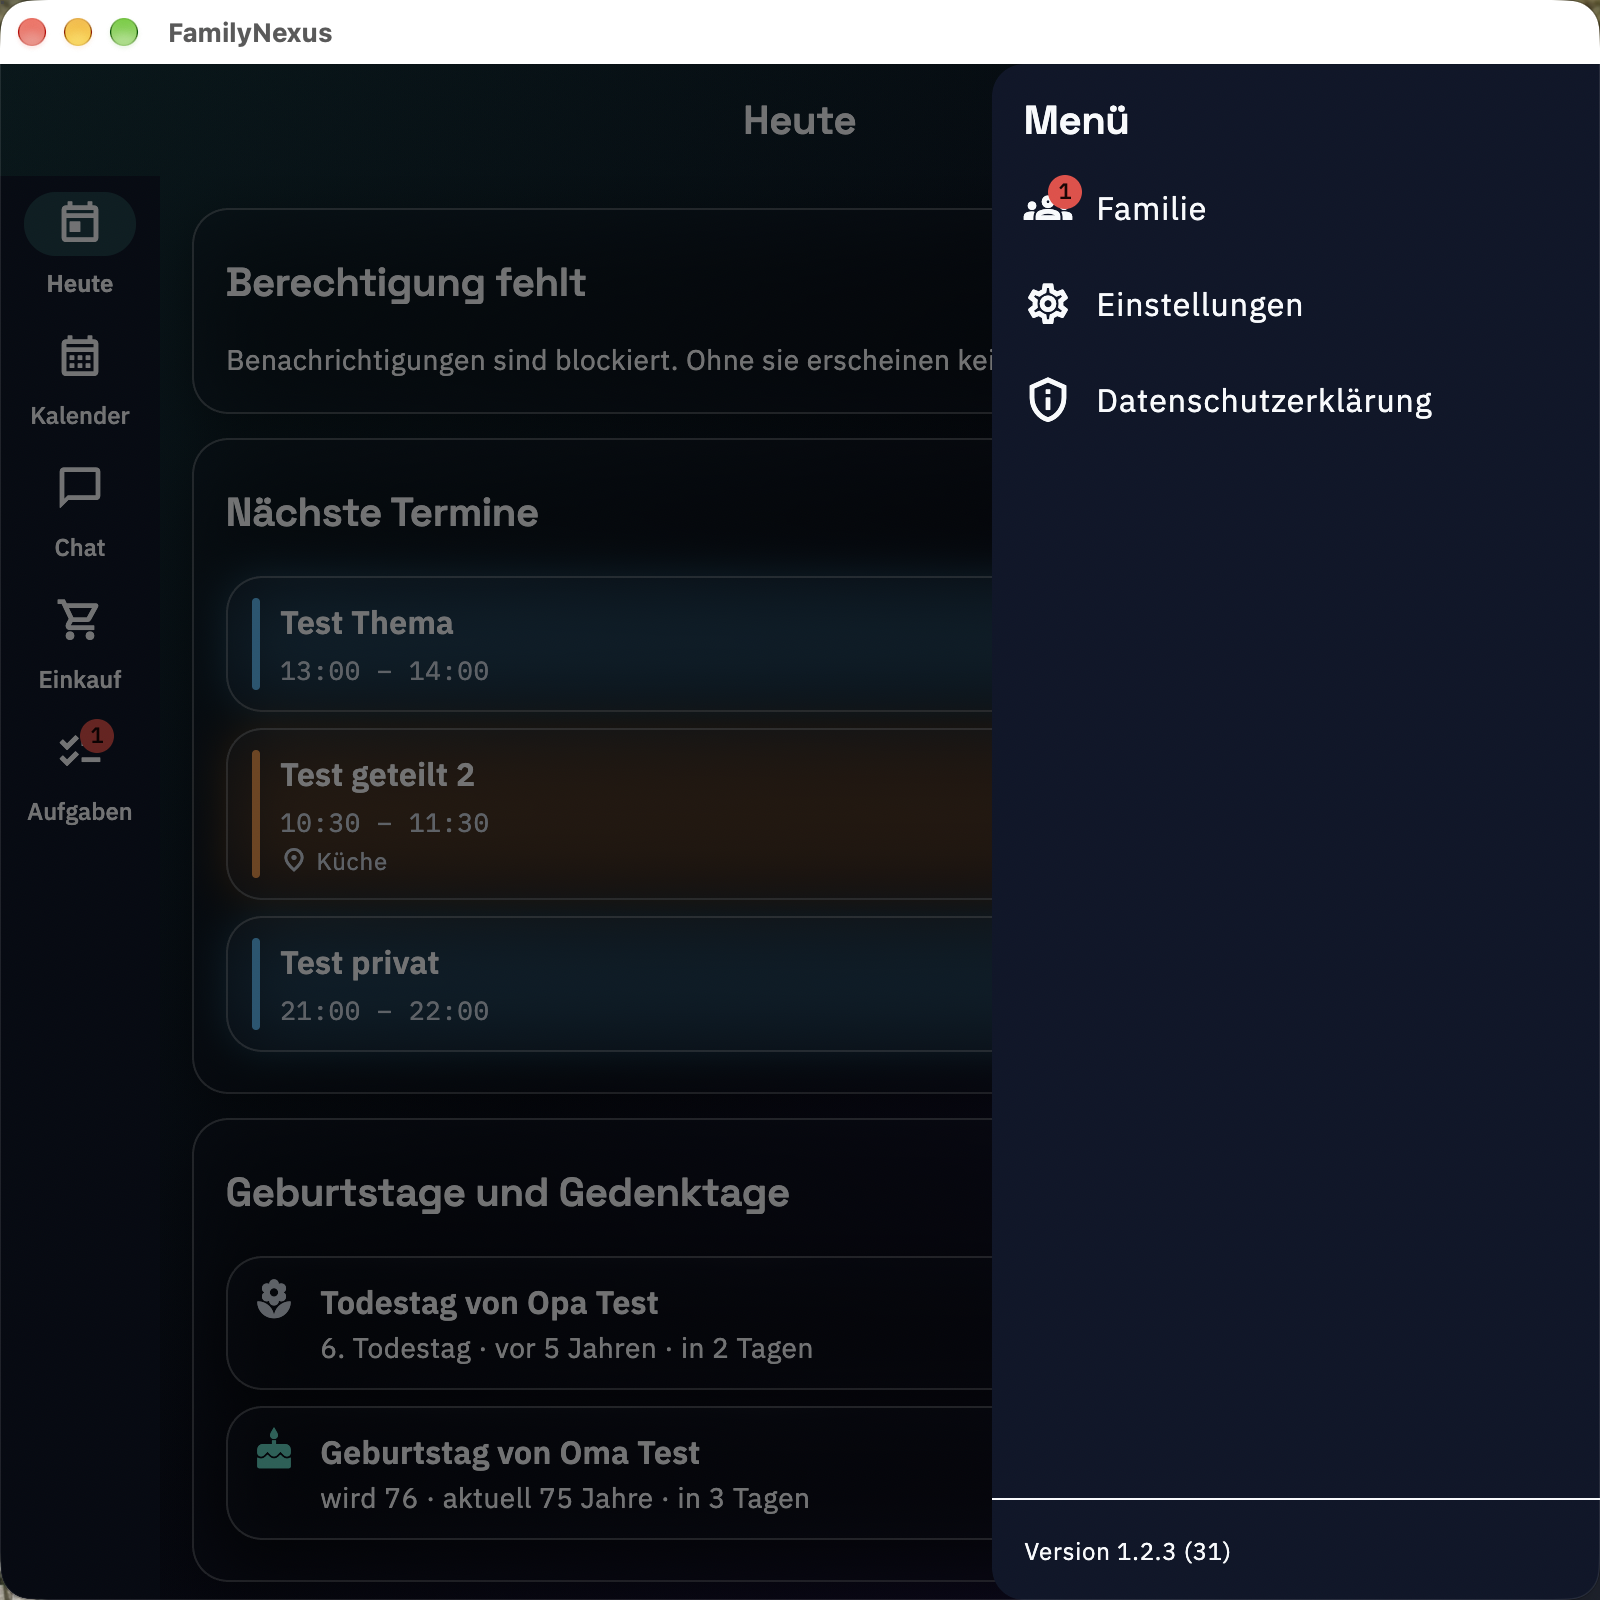 FamilyNexus
Heute
Menü
1
Familie
Einstellungen
Datenschutzerklärung
Heute
Kalender
Chat
Einkauf
1
Aufgaben
Berechtigung fehlt
Benachrichtigungen sind blockiert. Ohne sie erscheinen kei
Nächste Termine
Test Thema
13:00 – 14:00
Test geteilt 2
10:30 – 11:30
Küche
Test privat
21:00 – 22:00
Geburtstage und Gedenktage
Todestag von Opa Test
6. Todestag · vor 5 Jahren · in 2 Tagen
Geburtstag von Oma Test
wird 76 · aktuell 75 Jahre · in 3 Tagen
Version 1.2.3 (31)